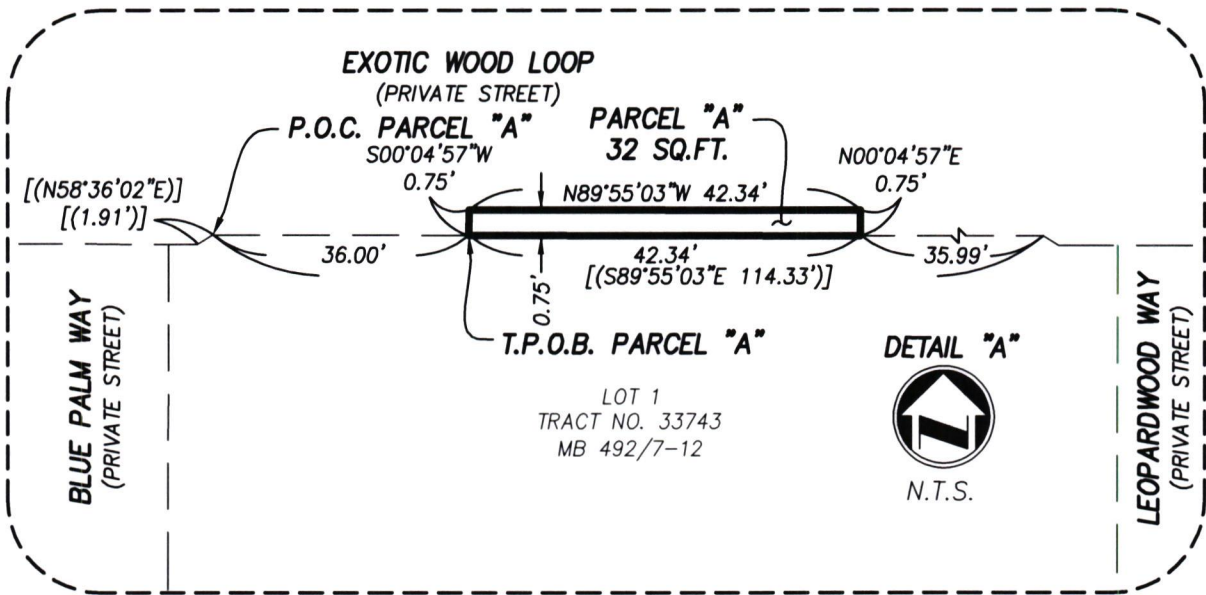 EXOTIC WOOD LOOP
(PRIVATE STREET)
P.O.C. PARCEL "A"
PARCEL "A"
32 SQ.FT.
S00°04'57"W
0.75'
N00°04'57"E
0.75'
[(N58°36'02"E)]
[(1.91')]
N89°55'03"W 42.34'
36.00'
42.34'
35.99'
[(S89°55'03"E 114.33')]
0.75'
T.P.O.B. PARCEL "A"
DETAIL "A"
BLUE PALM WAY
(PRIVATE STREET)
LOT 1
TRACT NO. 33743
MB 492/7-12
N
N.T.S.
LEOPARDWOOD WAY
(PRIVATE STREET)